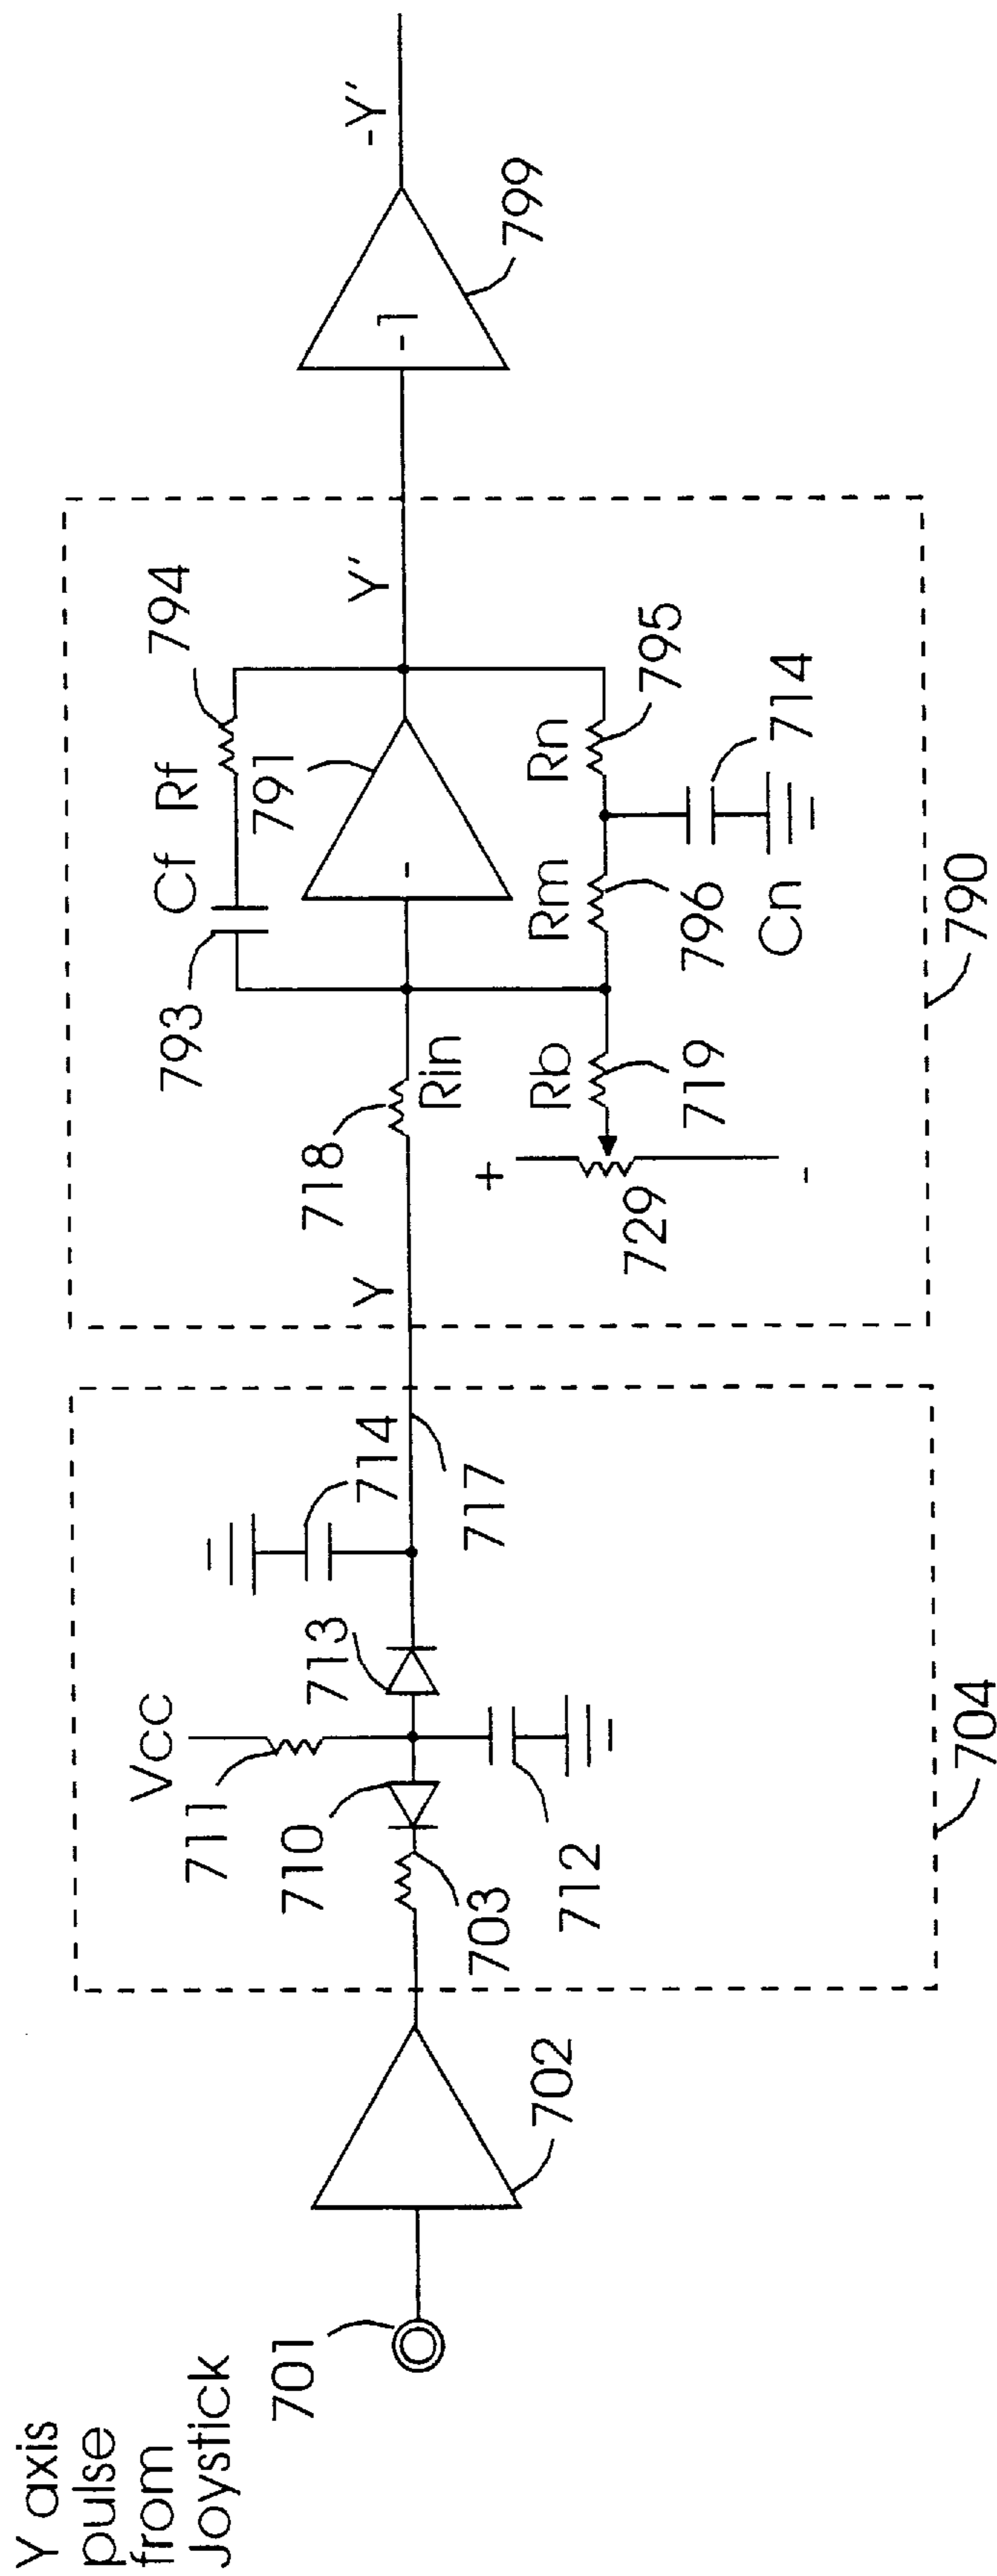 Y axis
pulse
from
Joystick
701
702
703
710
711
Vcc
712
713
714
717
704
Y
718
Rin
+
-
729
Rb
719
793
Cf
Rf
794
-
791
Rm
796
Rn
795
Cn
714
Y'
790
-1
799
-Y'